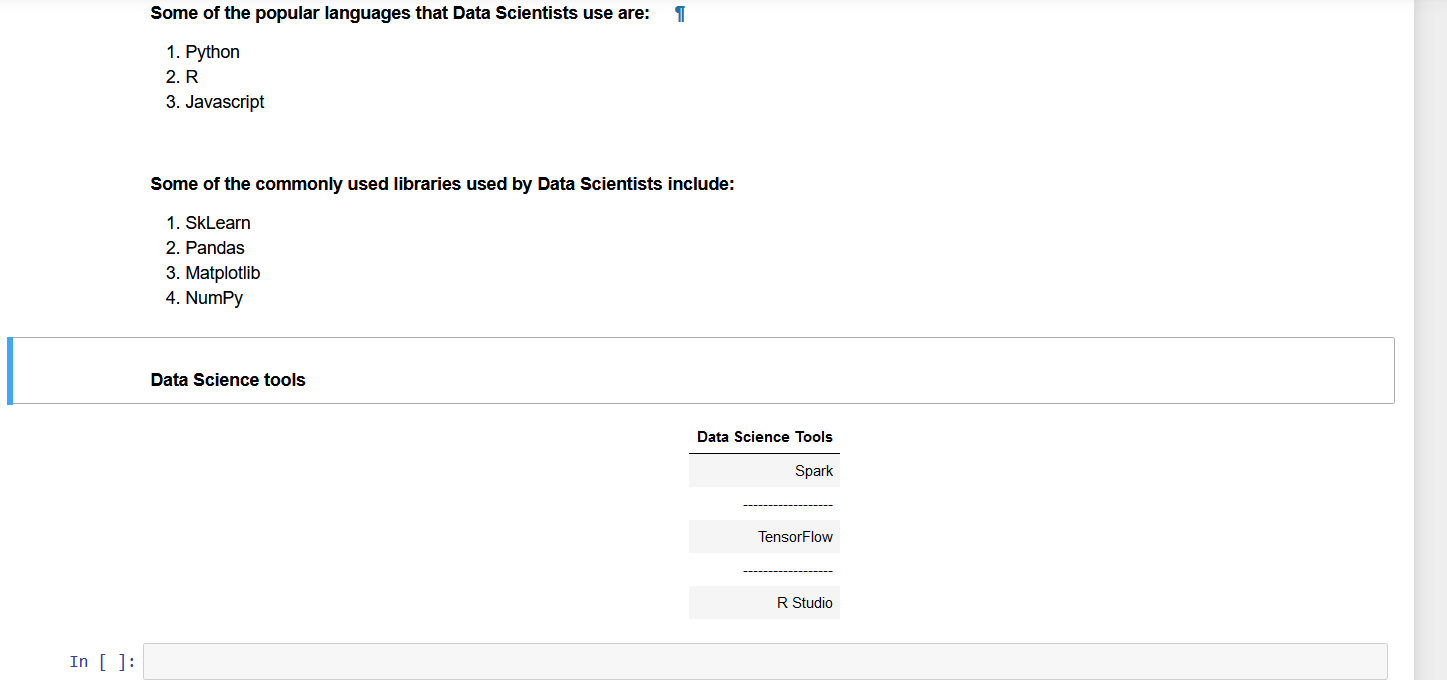 Some of the popular languages that Data Scientists use are: ¶
1. Python
2. R
3. Javascript
Some of the commonly used libraries used by Data Scientists include:
1. SkLearn
2. Pandas
3. Matplotlib
4. NumPy
Data Science tools
Data Science Tools
Spark
------------------
TensorFlow
------------------
R Studio
In [ ]: